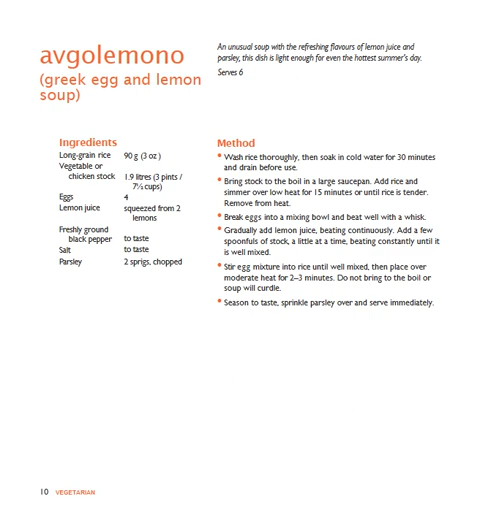 avgolemono
(greek egg and lemon
soup)
An unusual soup with the refreshing flavours of lemon juice and
parsley, this dish is light enough for even the hottest summer's day.
Serves 6
Ingredients
Long-grain rice 90 g (3 oz )
Vegetable or
chicken stock 1.9 litres (3 pints /
7½ cups)
Eggs 4
Lemon juice squeezed from 2
lemons
Freshly ground
black pepper to taste
Salt to taste
Parsley 2 sprigs, chopped
Method
• Wash rice thoroughly, then soak in cold water for 30 minutes
and drain before use.
• Bring stock to the boil in a large saucepan. Add rice and
simmer over low heat for 15 minutes or until rice is tender.
Remove from heat.
• Break eggs into a mixing bowl and beat well with a whisk.
• Gradually add lemon juice, beating continuously. Add a few
spoonfuls of stock, a little at a time, beating constantly until it
is well mixed.
• Stir egg mixture into rice until well mixed, then place over
moderate heat for 2–3 minutes. Do not bring to the boil or
soup will curdle.
• Season to taste, sprinkle parsley over and serve immediately.
10 VEGETARIAN